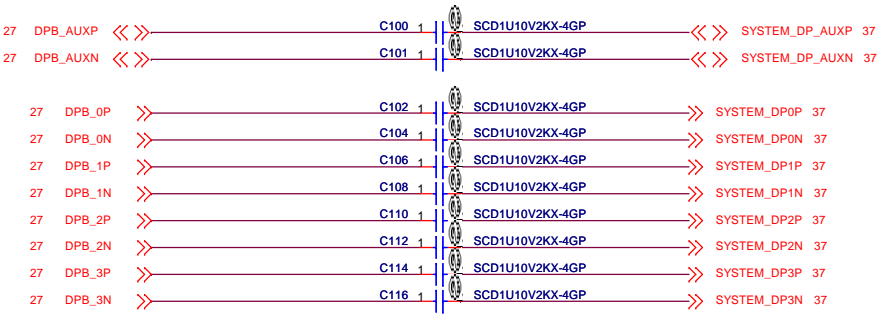 27 DPB_AUXP C100 1 SCD1U10V2KX-4GP SYSTEM_DP_AUXP 37
27 DPB_AUXN C101 1 SCD1U10V2KX-4GP SYSTEM_DP_AUXN 37
27 DPB_0P C102 1 SCD1U10V2KX-4GP SYSTEM_DP0P 37
27 DPB_0N C104 1 SCD1U10V2KX-4GP SYSTEM_DP0N 37
27 DPB_1P C106 1 SCD1U10V2KX-4GP SYSTEM_DP1P 37
27 DPB_1N C108 1 SCD1U10V2KX-4GP SYSTEM_DP1N 37
27 DPB_2P C110 1 SCD1U10V2KX-4GP SYSTEM_DP2P 37
27 DPB_2N C112 1 SCD1U10V2KX-4GP SYSTEM_DP2N 37
27 DPB_3P C114 1 SCD1U10V2KX-4GP SYSTEM_DP3P 37
27 DPB_3N C116 1 SCD1U10V2KX-4GP SYSTEM_DP3N 37